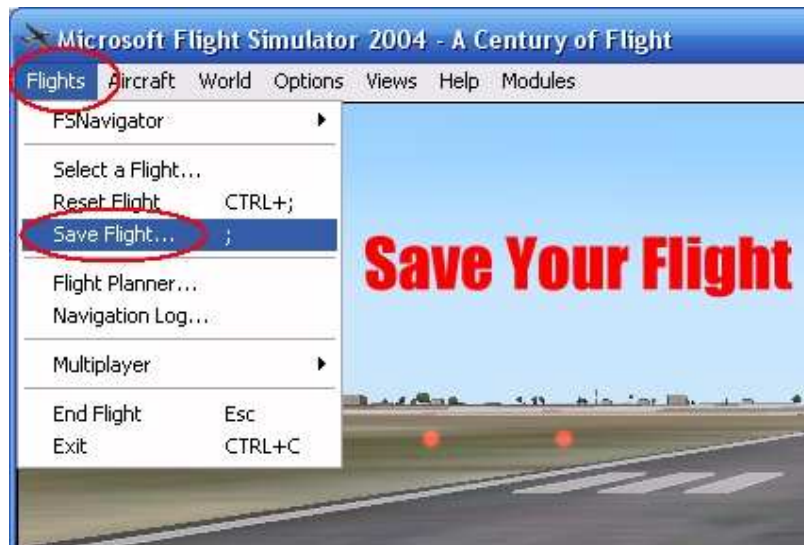 Microsoft Flight Simulator 2004 - A Century of Flight
Flights Aircraft World Options Views Help Modules
FSNavigator
Select a Flight...
Reset Flight CTRL+;
Save Flight... ;
Save Your Flight
Flight Planner...
Navigation Log...
Multiplayer
End Flight Esc
Exit CTRL+C